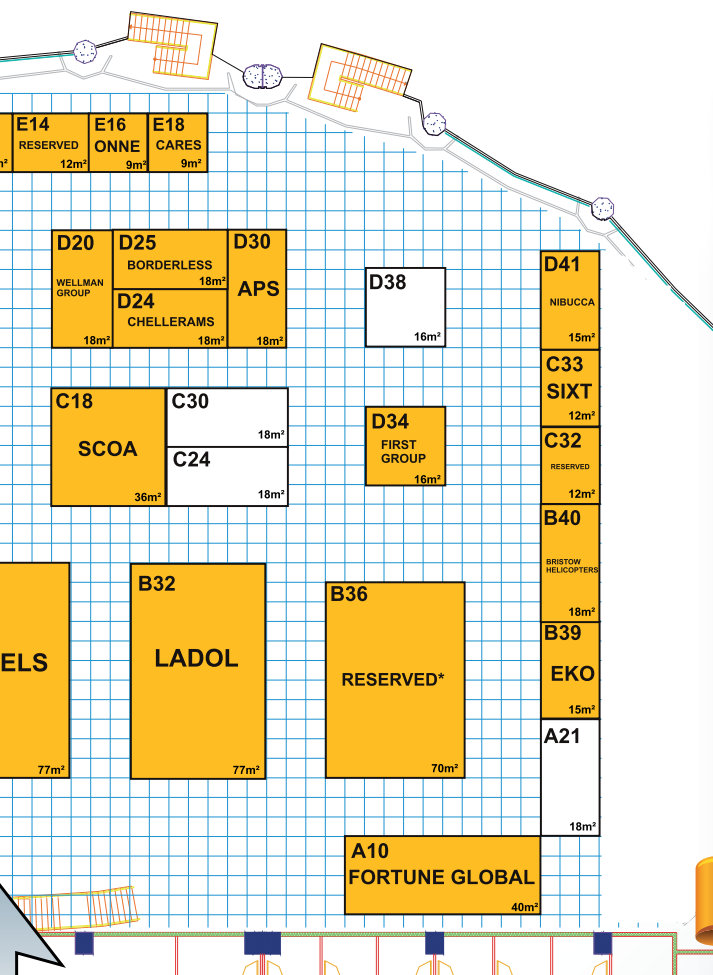 m²
E14
RESERVED
12m²
E16
ONNE
9m²
E18
CARES
9m²
D20
WELLMAN
GROUP
18m²
D25
BORDERLESS
18m²
D24
CHELLERAMS
18m²
D30
APS
18m²
D38
16m²
D41
NIBUCCA
15m²
C33
SIXT
12m²
C18
SCOA
36m²
C30
18m²
C24
18m²
D34
FIRST
GROUP
16m²
C32
RESERVED
12m²
B40
BRISTOW
HELICOPTERS
18m²
ELS
77m²
B32
LADOL
77m²
B36
RESERVED*
70m²
B39
EKO
15m²
A21
18m²
A10
FORTUNE GLOBAL
40m²